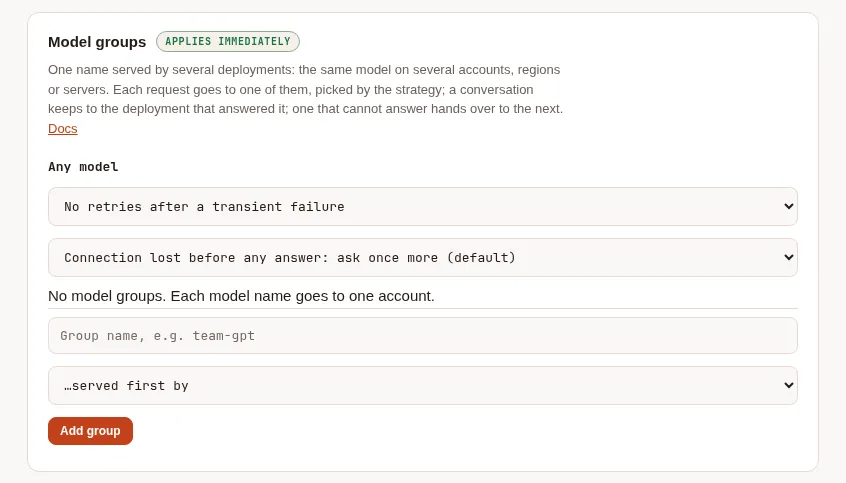 Model groups APPLIES IMMEDIATELY
One name served by several deployments: the same model on several accounts, regions
or servers. Each request goes to one of them, picked by the strategy; a conversation
keeps to the deployment that answered it; one that cannot answer hands over to the next.
Docs
Any model
No retries after a transient failure
Connection lost before any answer: ask once more (default)
No model groups. Each model name goes to one account.
Group name, e.g. team-gpt
…served first by
Add group